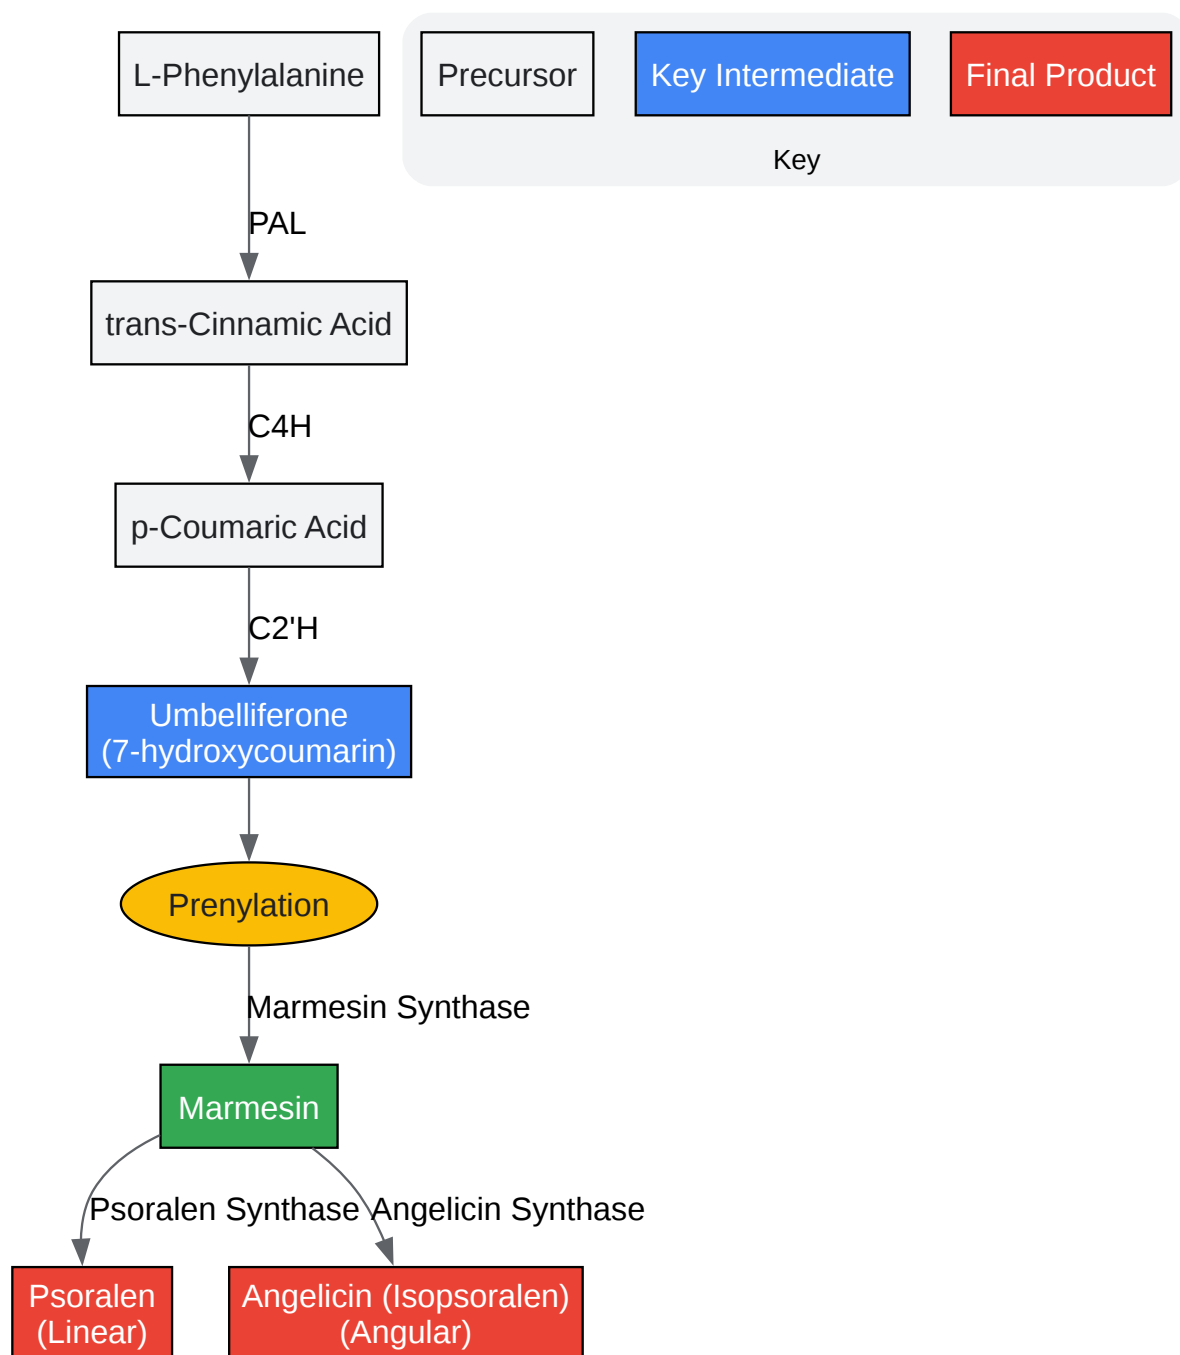 L-Phenylalanine
Precursor
Key Intermediate
Final Product
Key
PAL
trans-Cinnamic Acid
C4H
p-Coumaric Acid
C2'H
Umbelliferone
(7-hydroxycoumarin)
Prenylation
Marmesin Synthase
Marmesin
Psoralen Synthase
Angelicin Synthase
Psoralen
(Linear)
Angelicin (Isopsoralen)
(Angular)